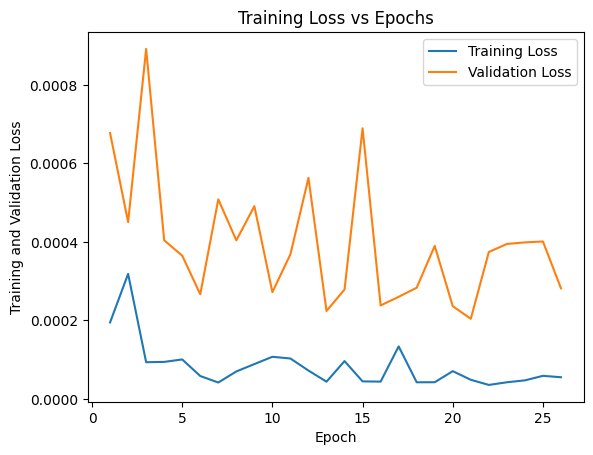 Training Loss vs Epochs
Training Loss
Validation Loss
Training and Validation Loss
0.0008
0.0006
0.0004
0.0002
0.0000
0
5
10
15
20
25
Epoch